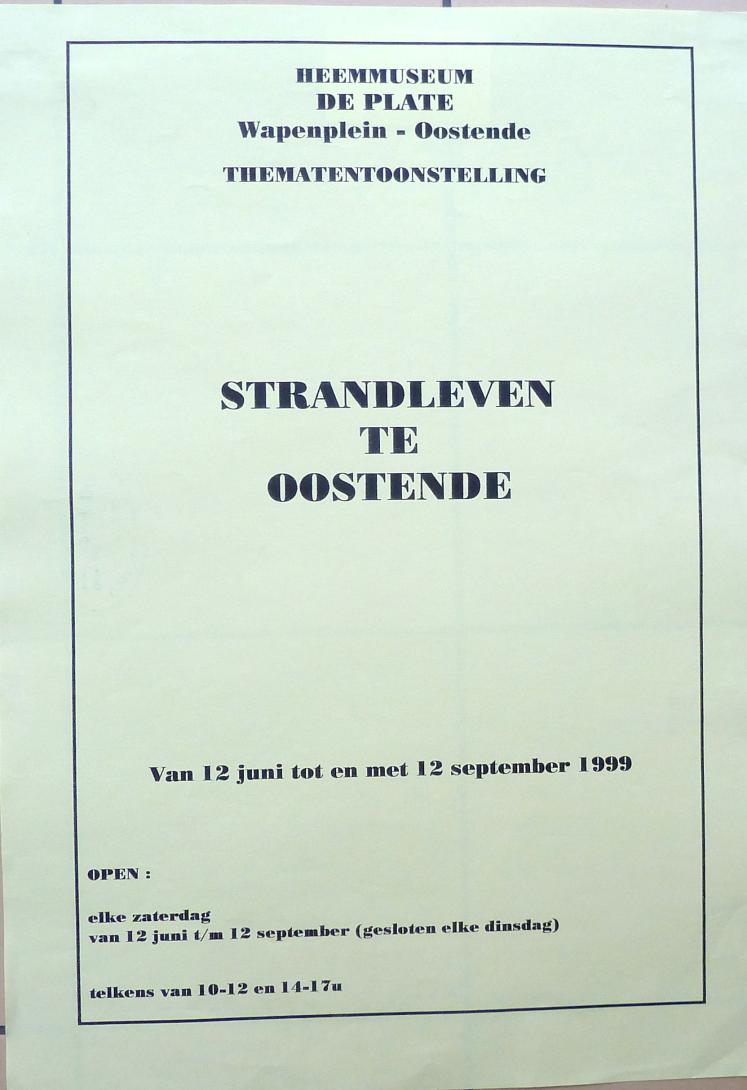 HEEMMUSEUM
DE PLATE
Wapenplein - Oostende
THEMATENTOONSTELLING
STRANDLEVEN
TE
OOSTENDE
Van 12 juni tot en met 12 september 1999
OPEN :
elke zaterdag
van 12 juni t/m 12 september (gesloten elke dinsdag)
telkens van 10-12 en 14-17u